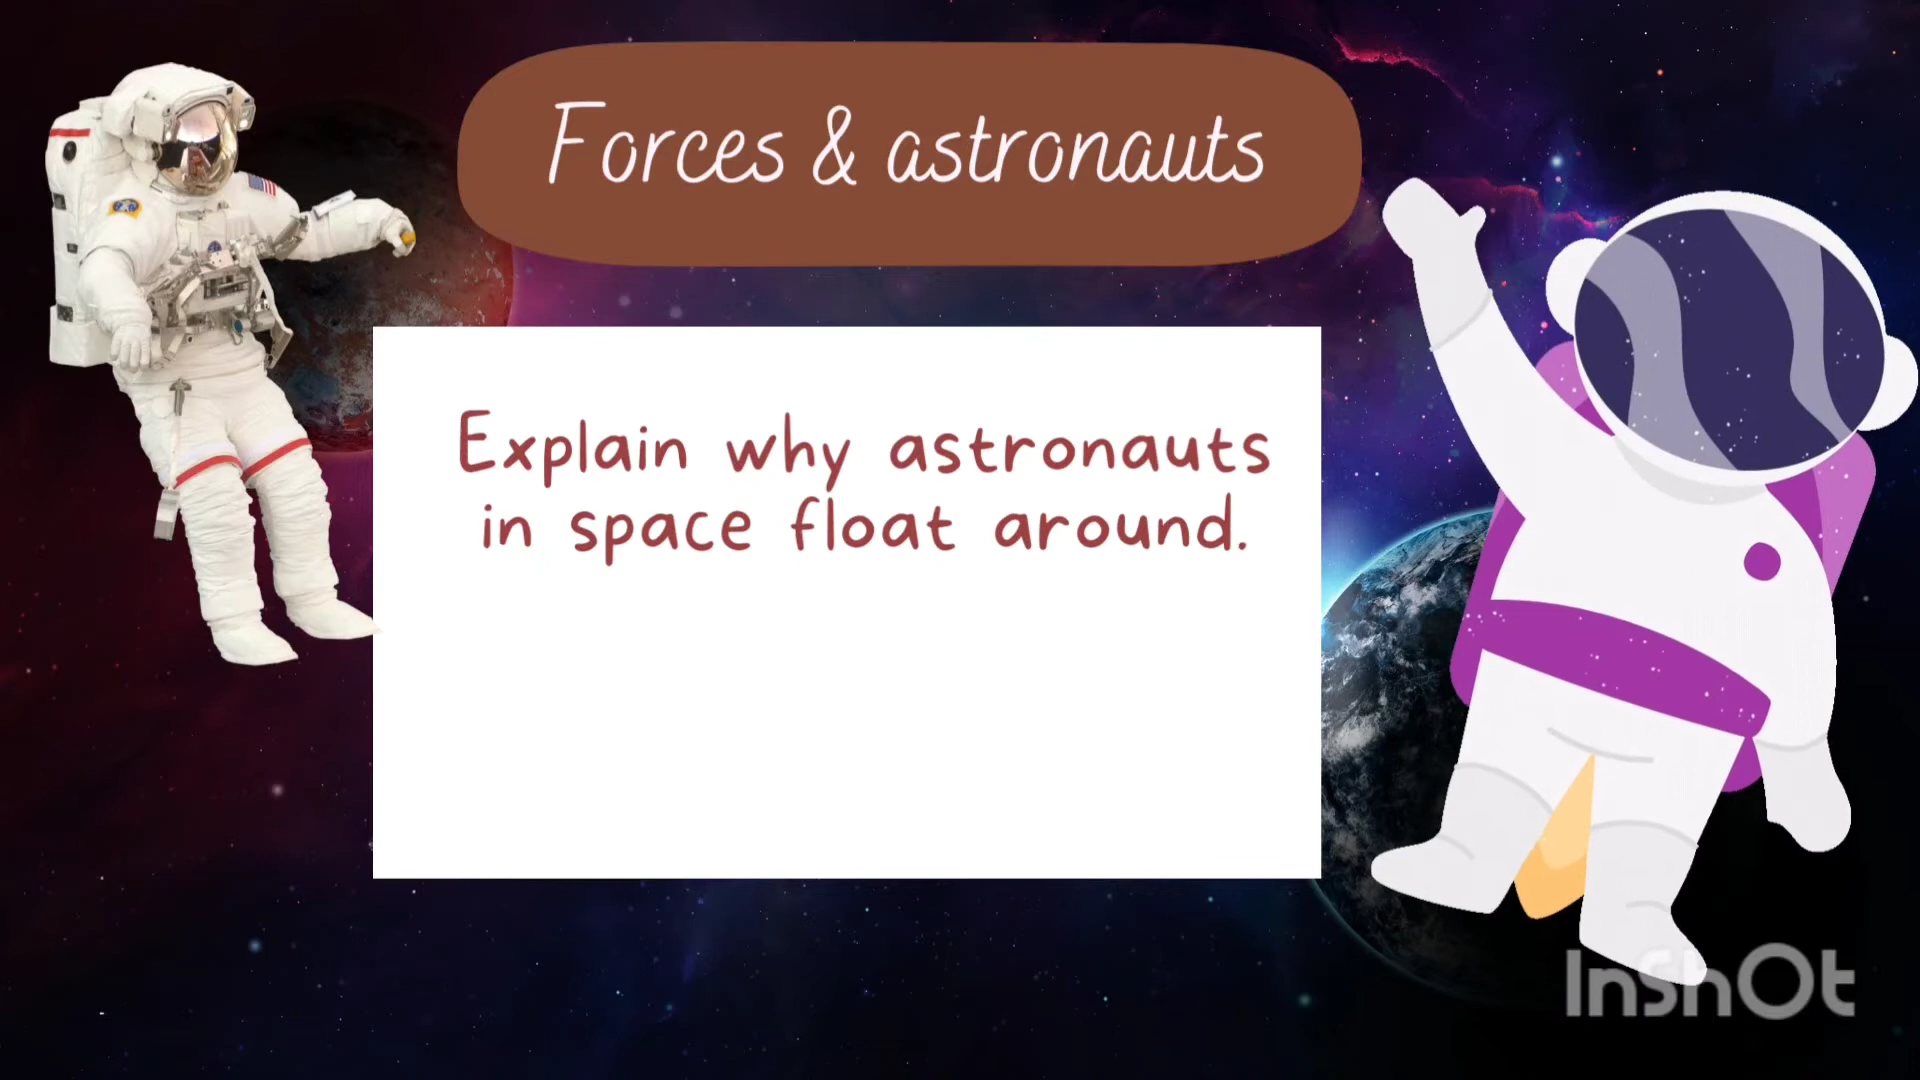 Forces & astronauts
Explain why astronauts
in space float around.
InShOt